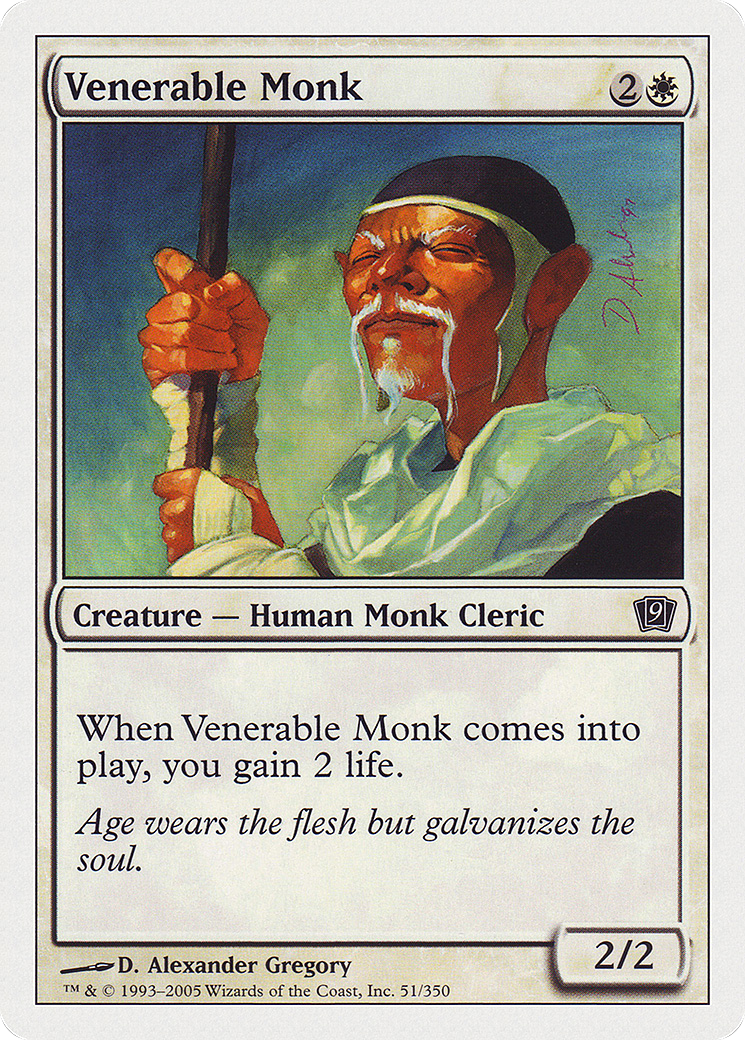 Venerable Monk
2
Creature — Human Monk Cleric
9
When Venerable Monk comes into
play, you gain 2 life.
Age wears the flesh but galvanizes the
soul.
2/2
D. Alexander Gregory
™ & © 1993–2005 Wizards of the Coast, Inc. 51/350